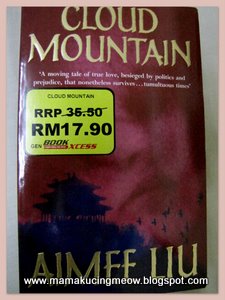 CLOUD
MOUNTAIN
'A moving tale of true love, besieged by politics and
prejudice, that nonetheless survives...tumultuous times'
CLOUD MOUNTAIN
RRP 35.50
RM17.90
GEN BOOK XCESS
AIMEE LIU
www.mamakucingmeow.blogspot.com